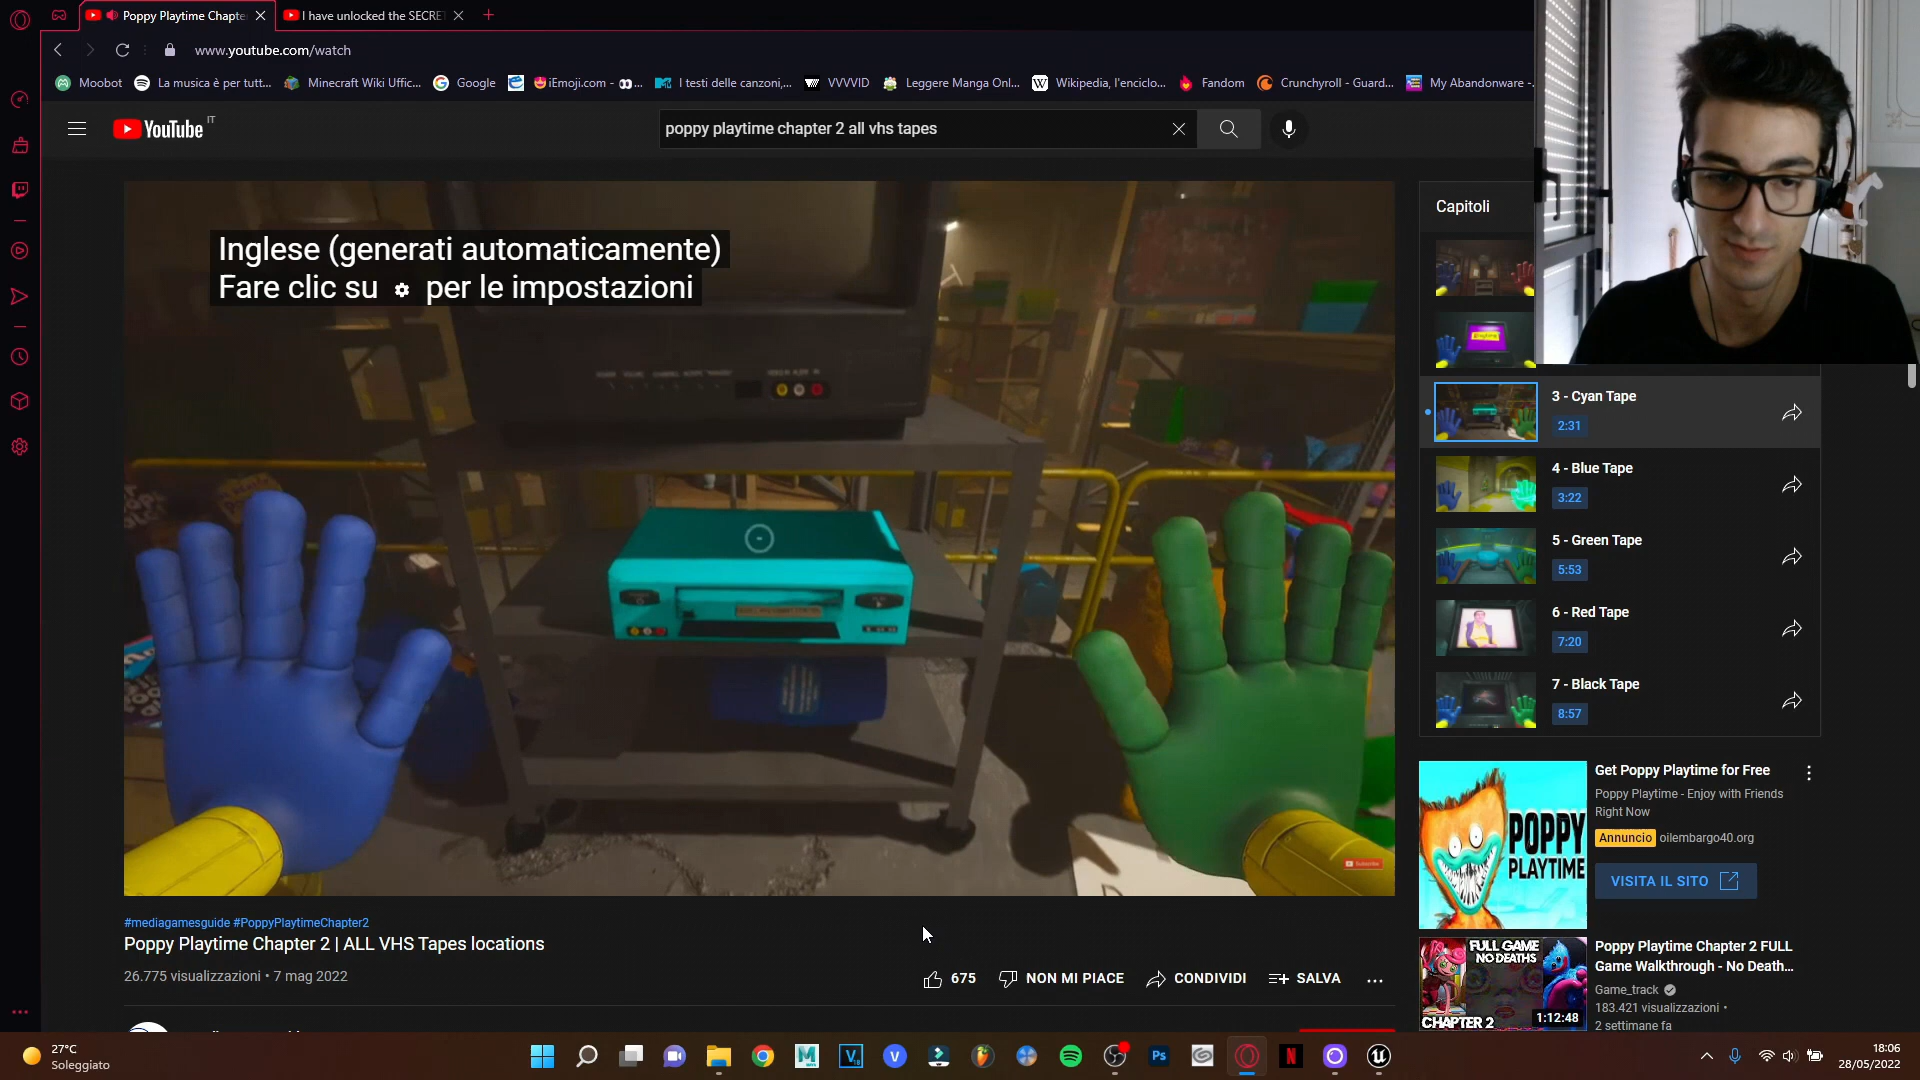 Poppy Playtime Chapte
I have unlocked the SECRE
www.youtube.com/watch
Moobot
La musica è per tutt...
Minecraft Wiki Uffic...
Google
iEmoji.com - 👀...
I testi delle canzoni,...
VVVVID
Leggere Manga Onl...
Wikipedia, l'enciclo...
Fandom
Crunchyroll - Guard...
My Abandonware -
YouTube IT
poppy playtime chapter 2 all vhs tapes
Inglese (generati automaticamente)
Fare clic su per le impostazioni
Subscribe
#mediagamesguide #PoppyPlaytimeChapter2
Poppy Playtime Chapter 2 | ALL VHS Tapes locations
26.775 visualizzazioni • 7 mag 2022
675
NON MI PIACE
CONDIVIDI
SALVA
Capitoli
3 - Cyan Tape
2:31
4 - Blue Tape
3:22
5 - Green Tape
5:53
6 - Red Tape
7:20
7 - Black Tape
8:57
POPPY
PLAYTIME
Get Poppy Playtime for Free
Poppy Playtime - Enjoy with Friends
Right Now
Annuncio oilembargo40.org
VISITA IL SITO
FULL GAME
NO DEATHS
CHAPTER 2
1:12:48
Poppy Playtime Chapter 2 FULL
Game Walkthrough - No Death...
Game_track
183.421 visualizzazioni •
2 settimane fa
27°C
Soleggiato
Ps
18:06
28/05/2022